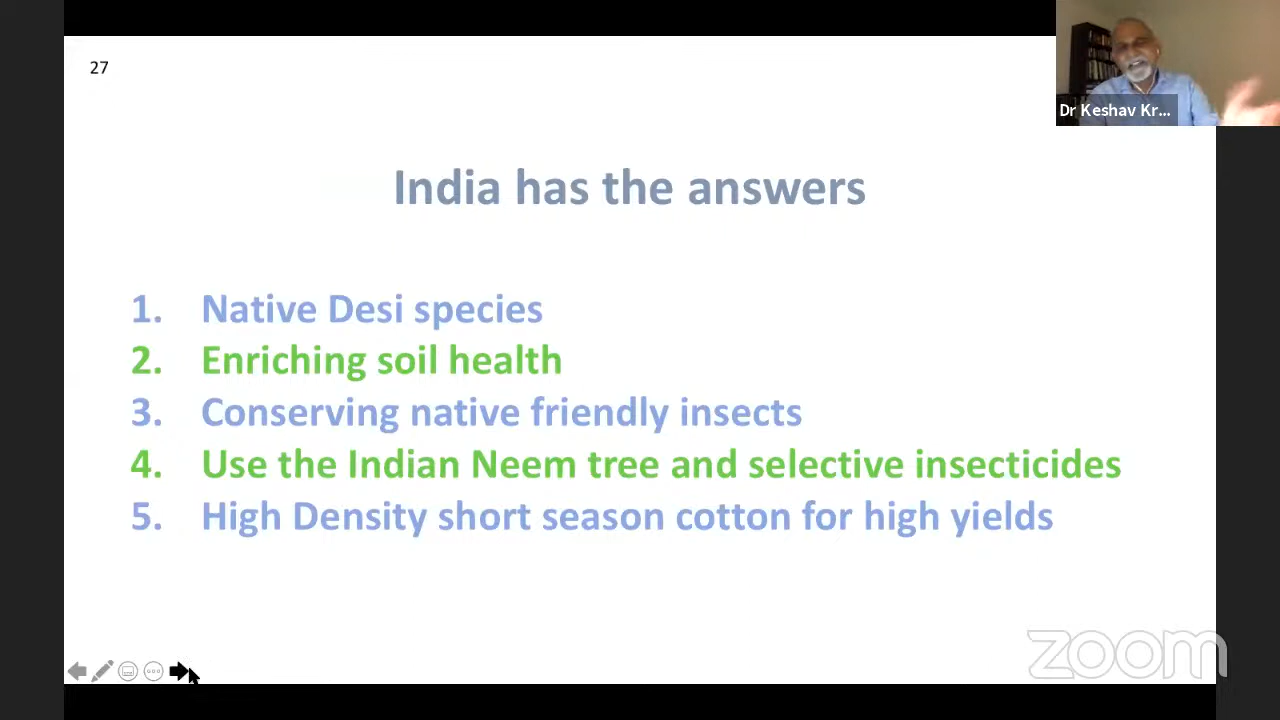 27
Dr Keshav Kr...
India has the answers
1. Native Desi species
2. Enriching soil health
3. Conserving native friendly insects
4. Use the Indian Neem tree and selective insecticides
5. High Density short season cotton for high yields
zoom